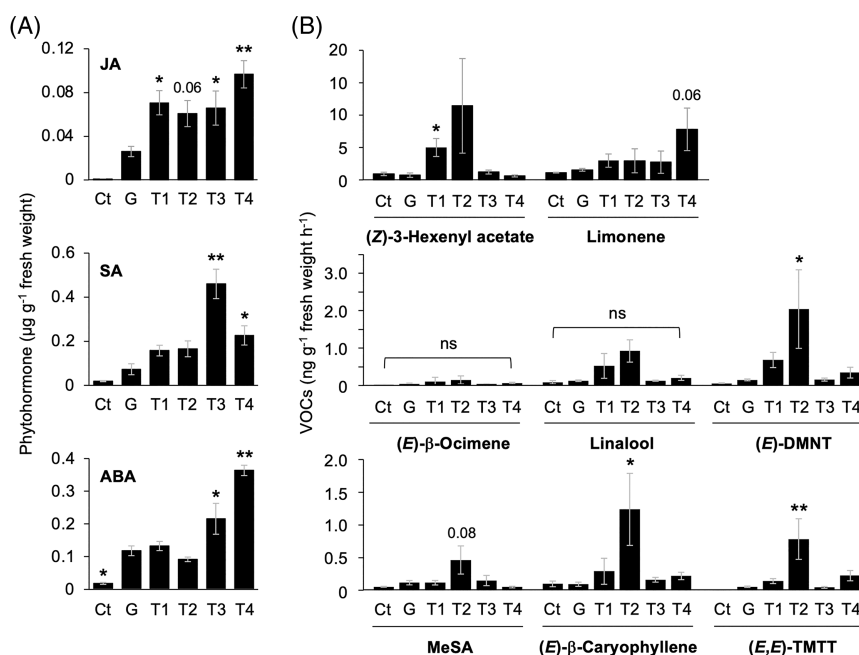 (A)
JA
0.12
0.08
0.04
0
* 0.06 * **
Ct G T1 T2 T3 T4
SA
0.6
0.4
0.2
0
** *
Ct G T1 T2 T3 T4
ABA
0.4
0.3
0.2
0.1
0
* * **
Ct G T1 T2 T3 T4
Phytohormone (µg g⁻¹ fresh weight)
(B)
20
15
10
10
5
0
* 0.06
Ct G T1 T2 T3 T4 Ct G T1 T2 T3 T4
(Z)-3-Hexenyl acetate Limonene
3.0
2.0
1.0
0
ns ns *
Ct G T1 T2 T3 T4 Ct G T1 T2 T3 T4 Ct G T1 T2 T3 T4
(E)-β-Ocimene Linalool (E)-DMNT
2.0
1.5
1.0
0.5
0
0.08 * **
Ct G T1 T2 T3 T4 Ct G T1 T2 T3 T4 Ct G T1 T2 T3 T4
MeSA (E)-β-Caryophyllene (E,E)-TMTT
VOCs (ng g⁻¹ fresh weight h⁻¹)